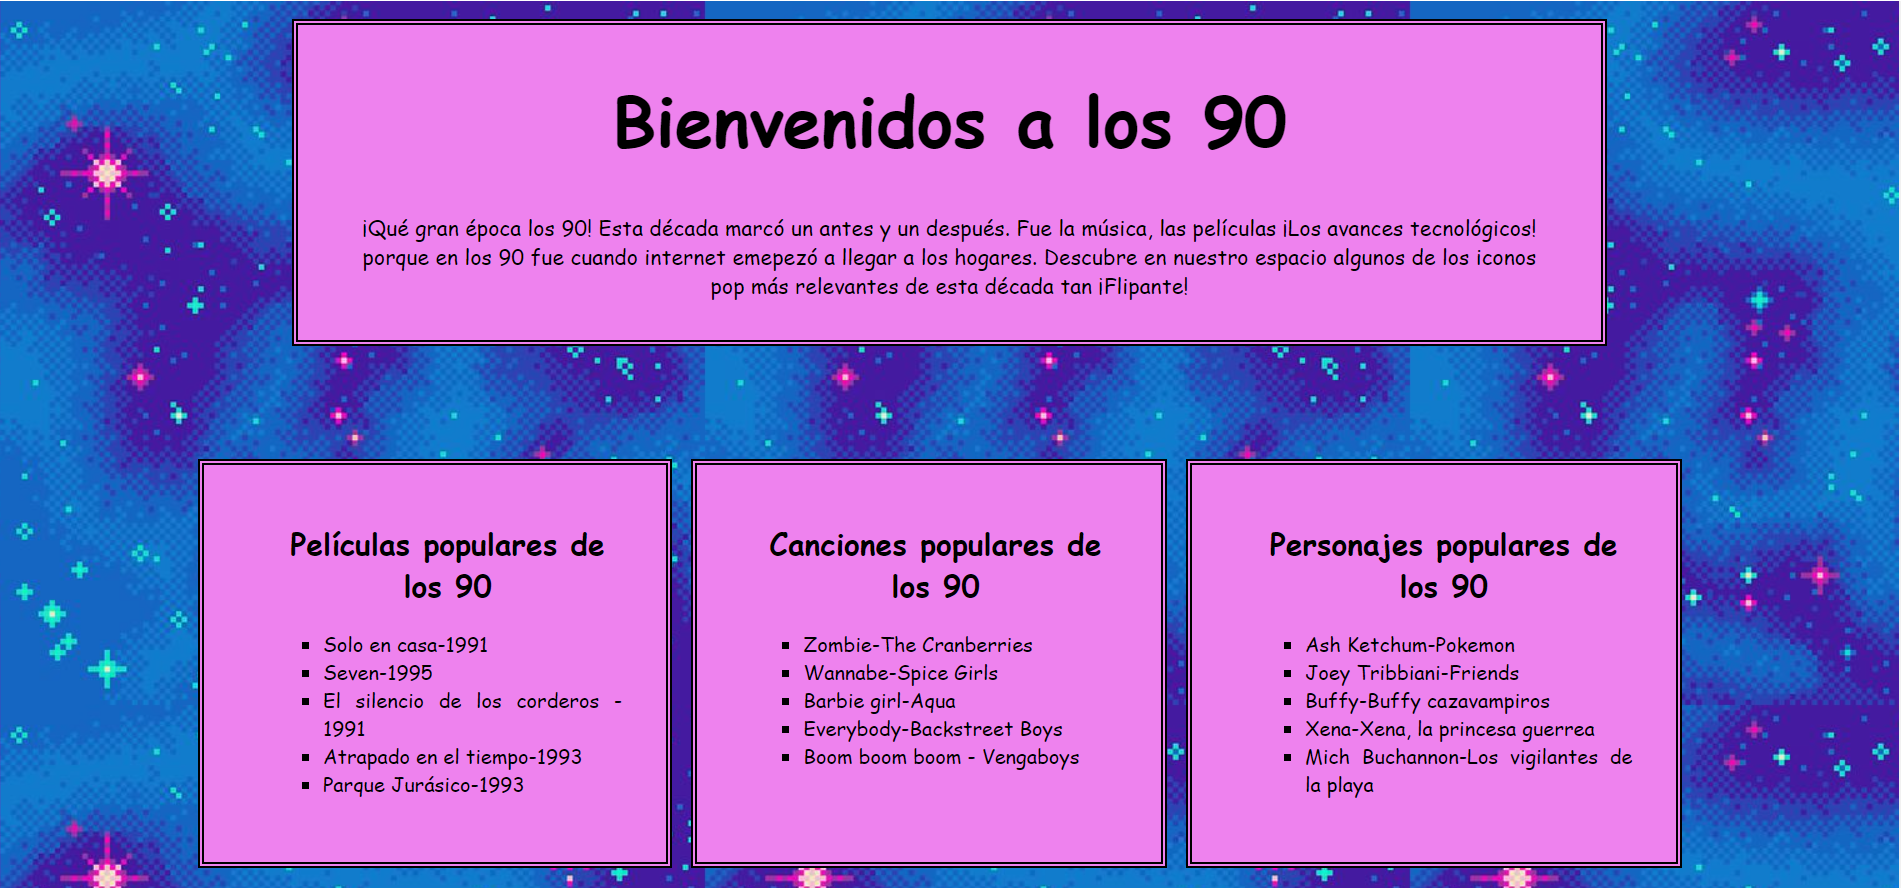 Bienvenidos a los 90
¡Qué gran época los 90! Esta década marcó un antes y un después. Fue la música, las películas ¡Los avances tecnológicos!
porque en los 90 fue cuando internet emepezó a llegar a los hogares. Descubre en nuestro espacio algunos de los iconos
pop más relevantes de esta década tan ¡Flipante!
Películas populares de
los 90
Solo en casa-1991
Seven-1995
El silencio de los corderos -
1991
Atrapado en el tiempo-1993
Parque Jurásico-1993
Canciones populares de
los 90
Zombie-The Cranberries
Wannabe-Spice Girls
Barbie girl-Aqua
Everybody-Backstreet Boys
Boom boom boom - Vengaboys
Personajes populares de
los 90
Ash Ketchum-Pokemon
Joey Tribbiani-Friends
Buffy-Buffy cazavampiros
Xena-Xena, la princesa guerrea
Mich Buchannon-Los vigilantes de
la playa